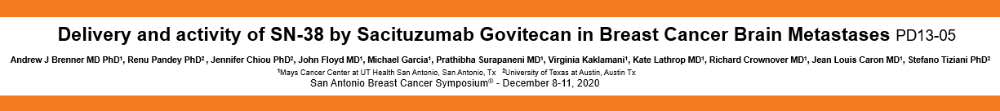 Delivery and activity of SN-38 by Sacituzumab Govitecan in Breast Cancer Brain Metastases PD13-05
Andrew J Brenner MD PhD¹, Renu Pandey PhD² , Jennifer Chiou PhD², John Floyd MD¹, Michael Garcia¹, Prathibha Surapaneni MD¹, Virginia Kaklamani¹, Kate Lathrop MD¹, Richard Crownover MD¹, Jean Louis Caron MD¹, Stefano Tiziani PhD²
¹Mays Cancer Center at UT Health San Antonio, San Antonio, Tx ²University of Texas at Austin, Austin Tx
San Antonio Breast Cancer Symposium® - December 8-11, 2020